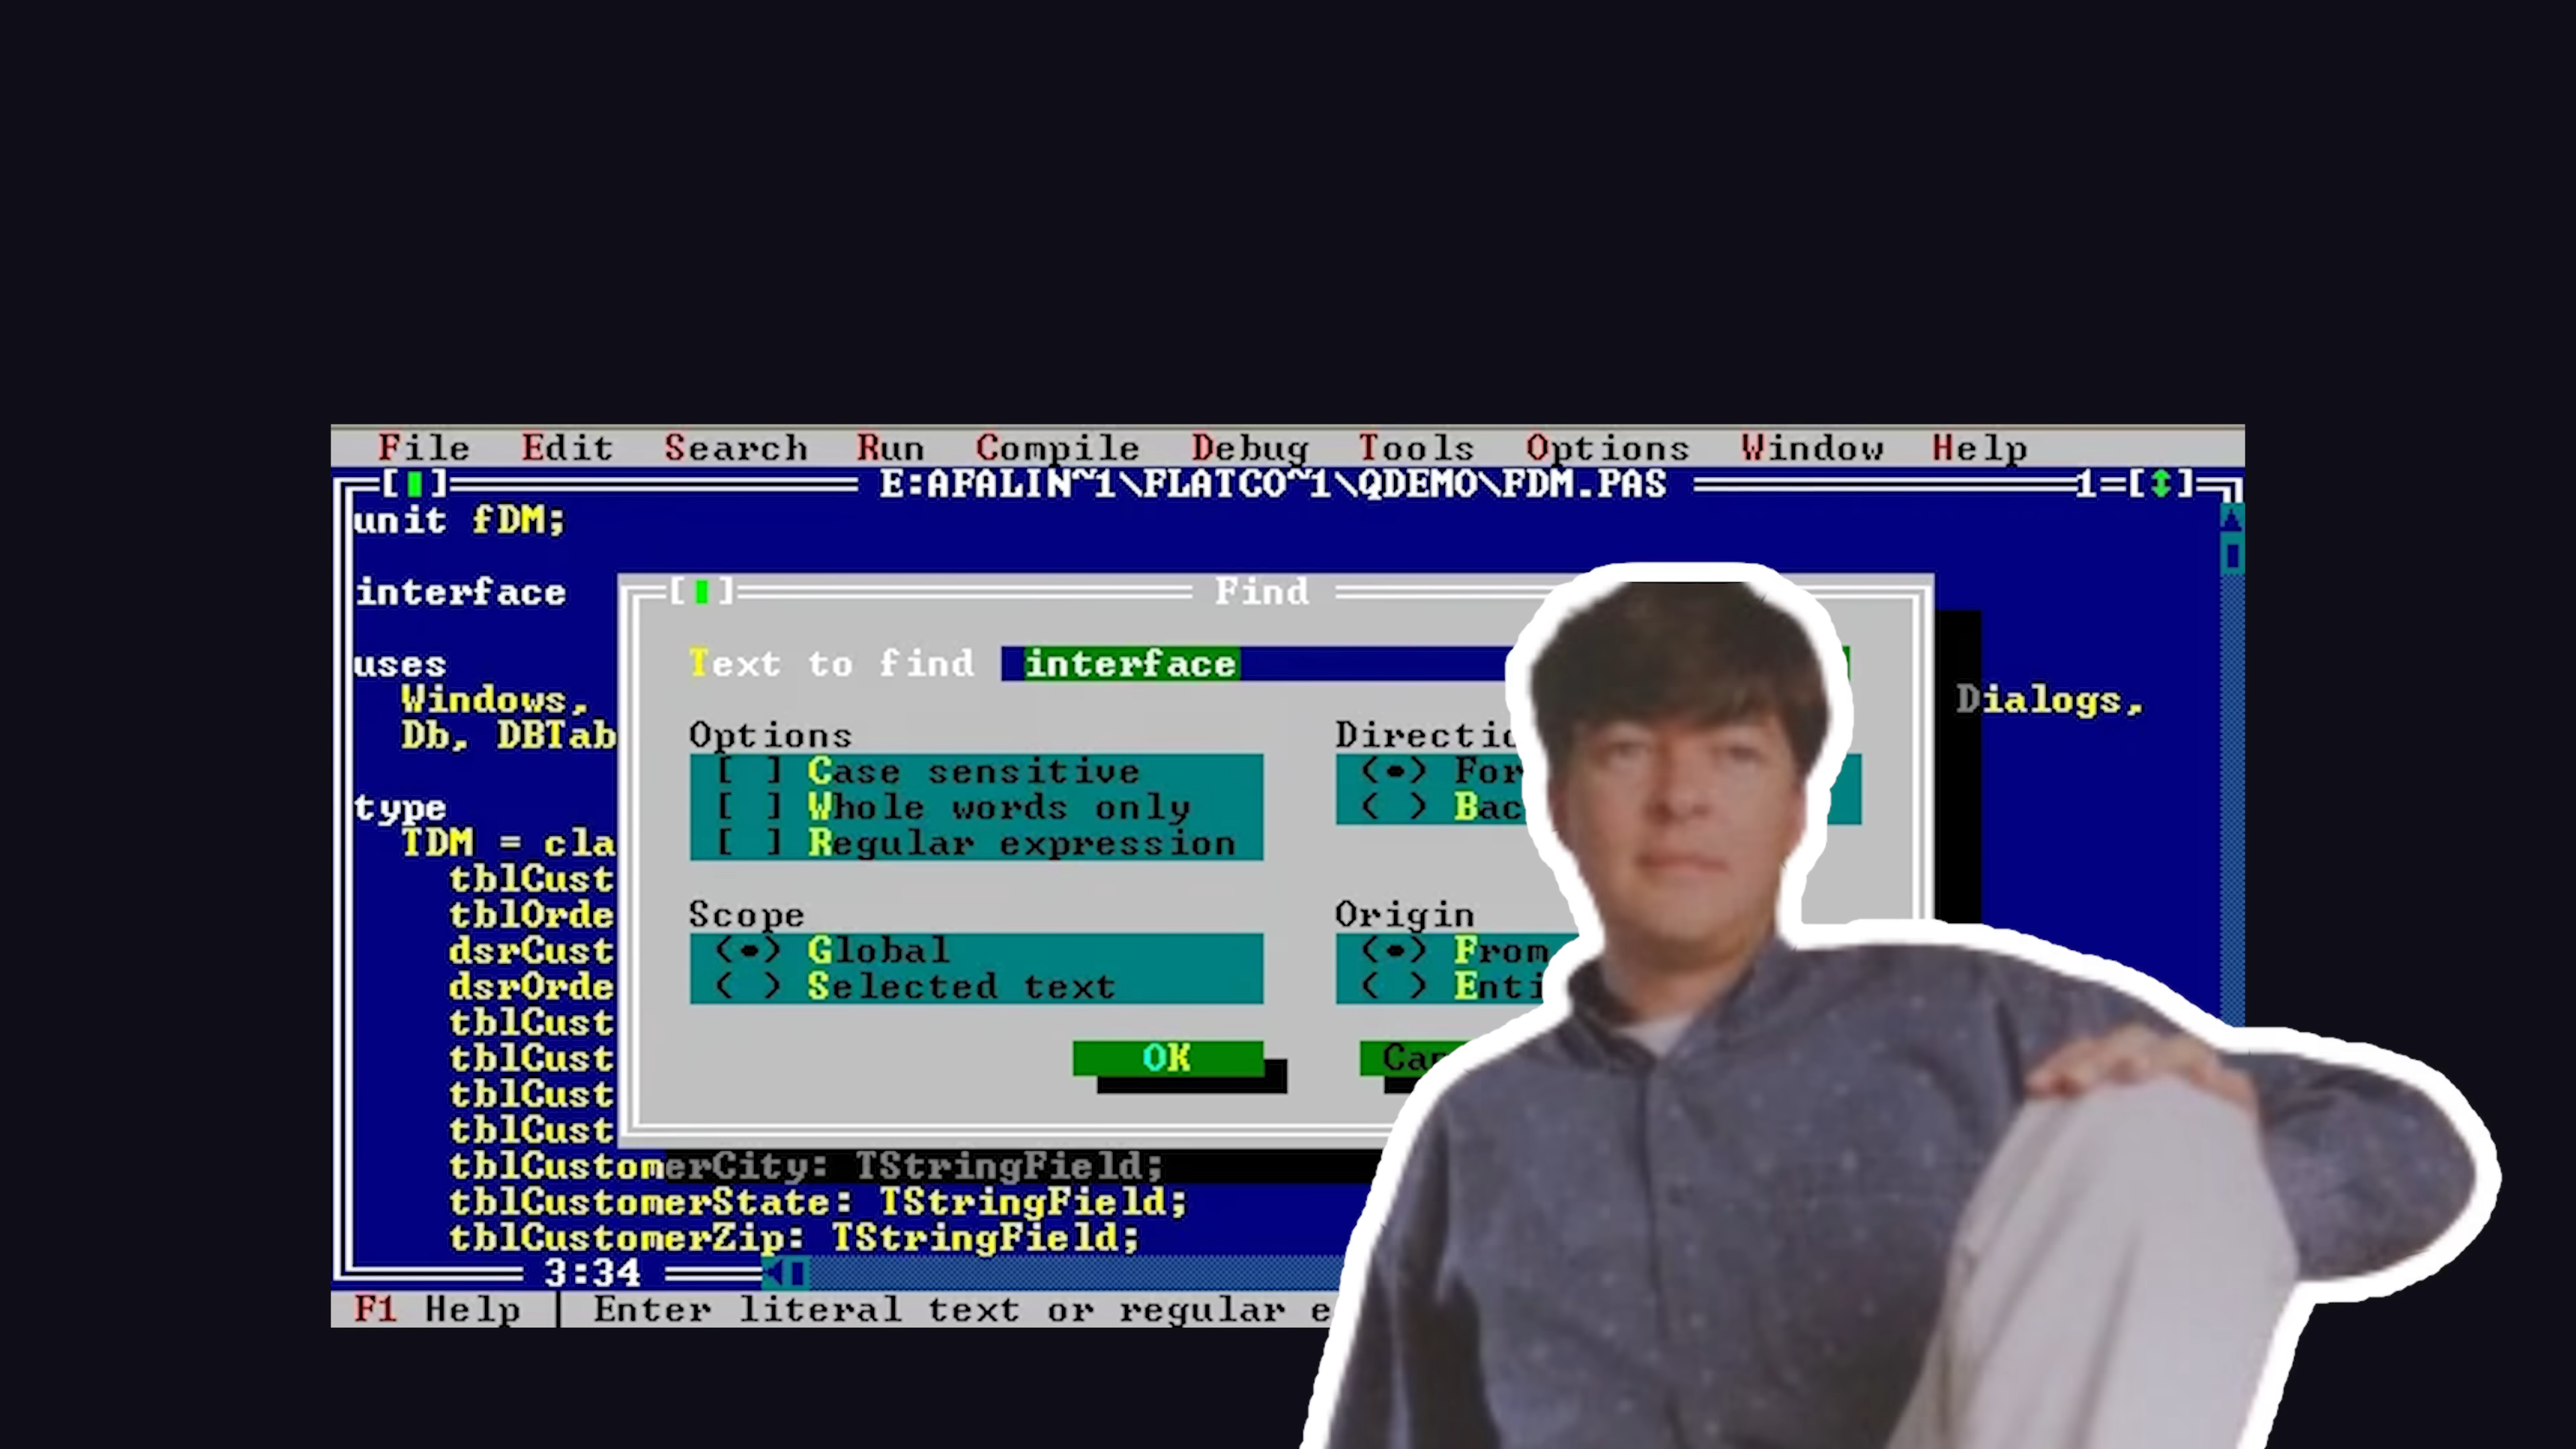 File Edit Search Run Compile Debug Tools Options Window Help
[ ] E:AFALIN~1\FLATCO~1\QDEMO\FDM.PAS 1=[↕]
unit fDM;
interface
Find
uses
Text to find interface
Windows, Dialogs,
Db, DBTab
Options
Directio
[ ] Case sensitive
(•) For
type
[ ] Whole words only
( ) Bac
TDM = cla
[ ] Regular expression
tblCust
tblOrde
Scope
Origin
dsrCust
(•) Global
(•) From
dsrOrde
( ) Selected text
( ) Enti
tblCust
tblCust
OK
Can
tblCust
tblCust
tblCustomerCity: TStringField;
tblCustomerState: TStringField;
tblCustomerZip: TStringField;
3:34
F1 Help | Enter literal text or regular e